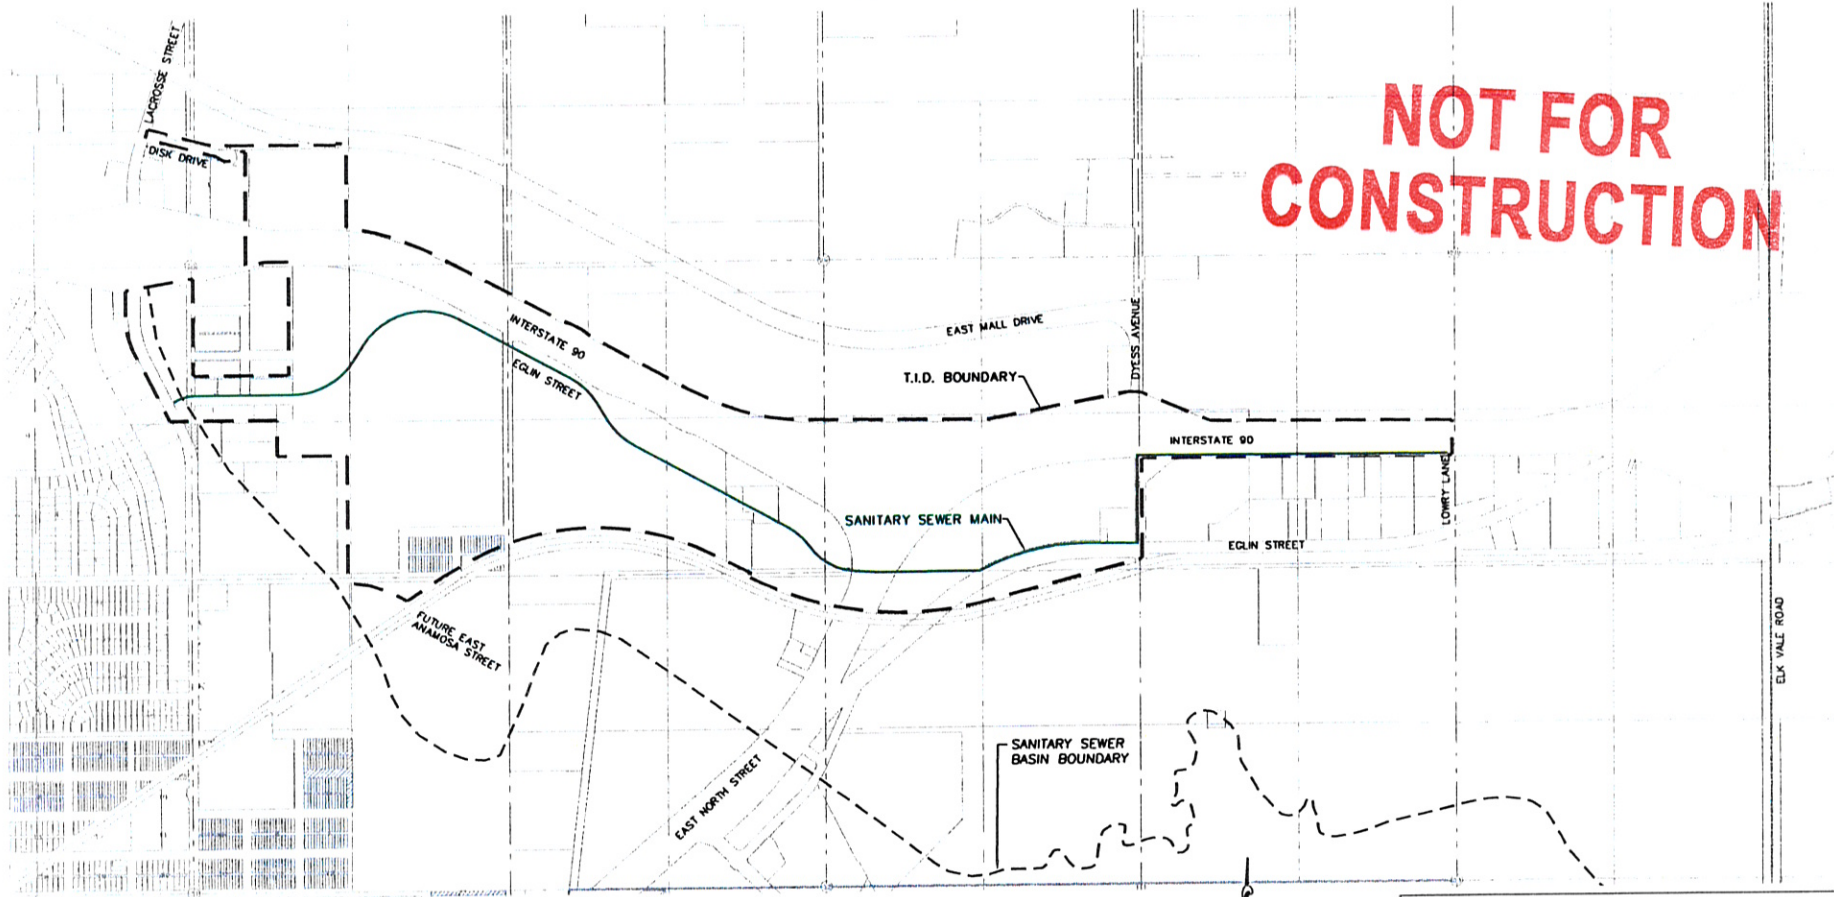 LACROSSE STREET
DISK DRIVE
NOT FOR
CONSTRUCTION
INTERSTATE 90
EGLIN STREET
EAST MALL DRIVE
DYESS AVENUE
T.I.D. BOUNDARY
INTERSTATE 90
LOWRY LANE
SANITARY SEWER MAIN
EGLIN STREET
FUTURE EAST
ANAMOSA STREET
ELK VALE ROAD
SANITARY SEWER
BASIN BOUNDARY
EAST NORTH STREET